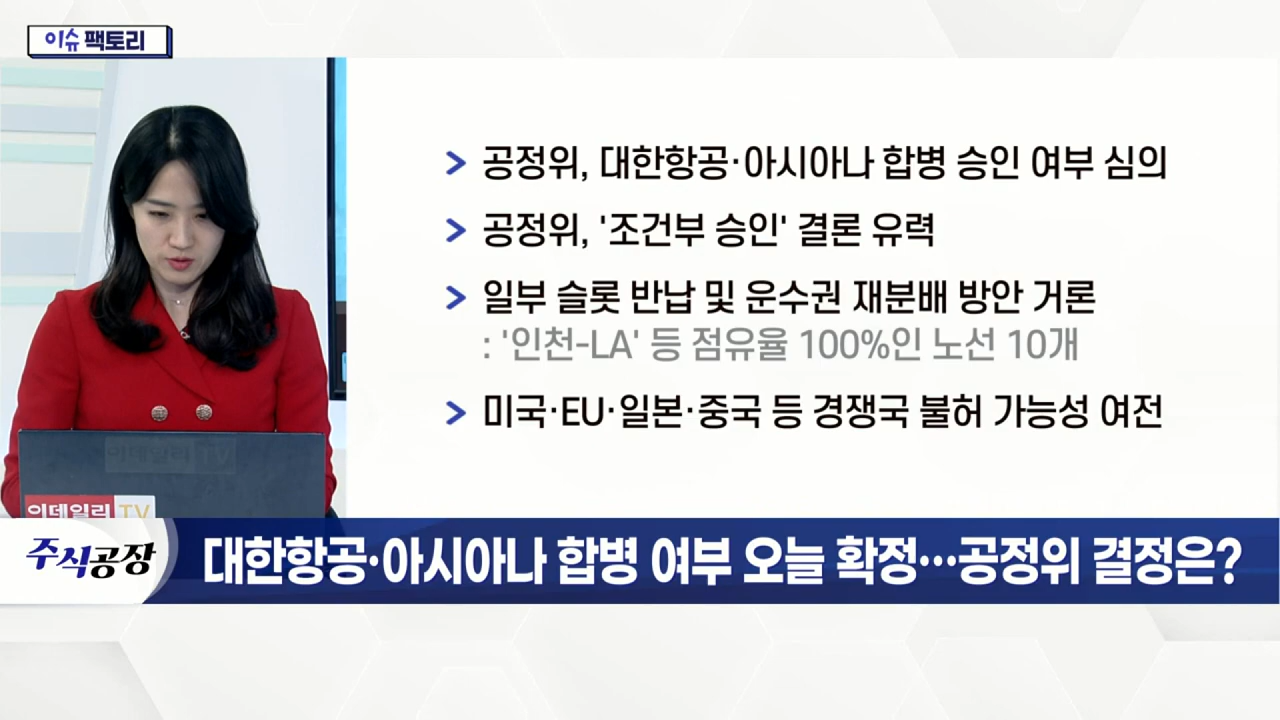 이슈 팩토리
> 공정위, 대한항공·아시아나 합병 승인 여부 심의
> 공정위, '조건부 승인' 결론 유력
> 일부 슬롯 반납 및 운수권 재분배 방안 거론
: '인천-LA' 등 점유율 100%인 노선 10개
> 미국·EU·일본·중국 등 경쟁국 불허 가능성 여전
이데일리 TV
이데일리 TV
주식공장
대한항공·아시아나 합병 여부 오늘 확정…공정위 결정은?